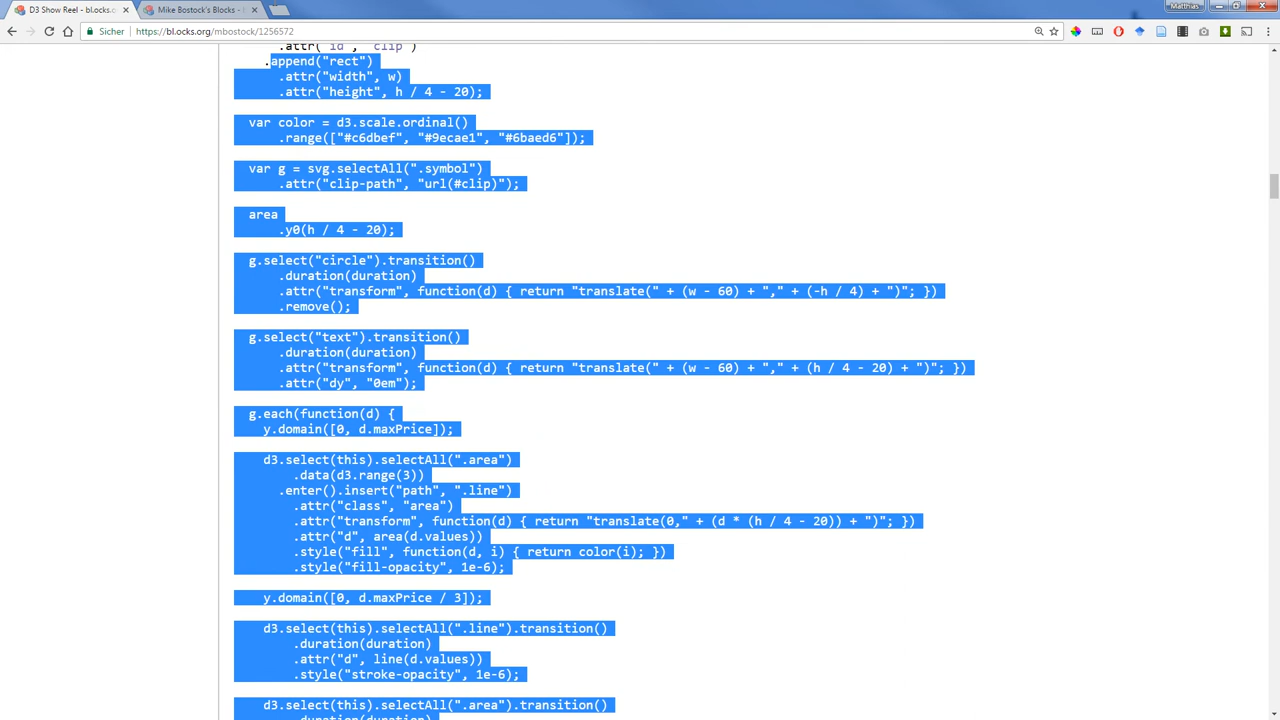 D3 Show Reel - bl.ocks.o
Mike Bostock's Blocks -
Matthias
Sicher
https://bl.ocks.org/mbostock/1256572
.attr("id", "clip")
.append("rect")
.attr("width", w)
.attr("height", h / 4 - 20);
var color = d3.scale.ordinal()
.range(["#c6dbef", "#9ecae1", "#6baed6"]);
var g = svg.selectAll(".symbol")
.attr("clip-path", "url(#clip)");
area
.y0(h / 4 - 20);
g.select("circle").transition()
.duration(duration)
.attr("transform", function(d) { return "translate(" + (w - 60) + "," + (-h / 4) + ")"; })
.remove();
g.select("text").transition()
.duration(duration)
.attr("transform", function(d) { return "translate(" + (w - 60) + "," + (h / 4 - 20) + ")"; })
.attr("dy", "0em");
g.each(function(d) {
y.domain([0, d.maxPrice]);
d3.select(this).selectAll(".area")
.data(d3.range(3))
.enter().insert("path", ".line")
.attr("class", "area")
.attr("transform", function(d) { return "translate(0," + (d * (h / 4 - 20)) + ")"; })
.attr("d", area(d.values))
.style("fill", function(d, i) { return color(i); })
.style("fill-opacity", 1e-6);
y.domain([0, d.maxPrice / 3]);
d3.select(this).selectAll(".line").transition()
.duration(duration)
.attr("d", line(d.values))
.style("stroke-opacity", 1e-6);
d3.select(this).selectAll(".area").transition()
.duration(duration)